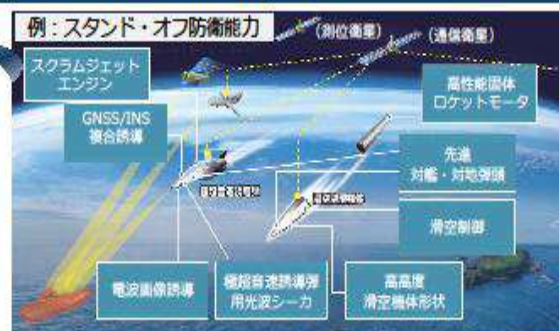 例：スタンド・オフ防衛能力
(測位衛星)
(通信衛星)
スクラムジェット
エンジン
GNSS/INS
複合誘導
高性能固体
ロケットモータ
先進
対艦・対地弾頭
滑空制御
電波画像誘導
極超音速誘導弾
用光波シーカ
高高度
滑空機体形状